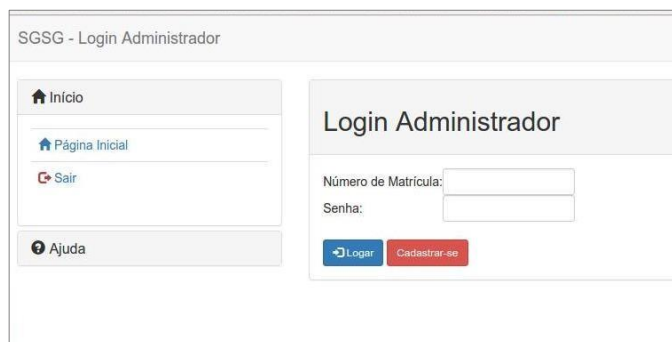 SGSG - Login Administrador
Início
Página Inicial
Sair
Ajuda
Login Administrador
Número de Matrícula:
Senha:
Logar Cadastrar-se